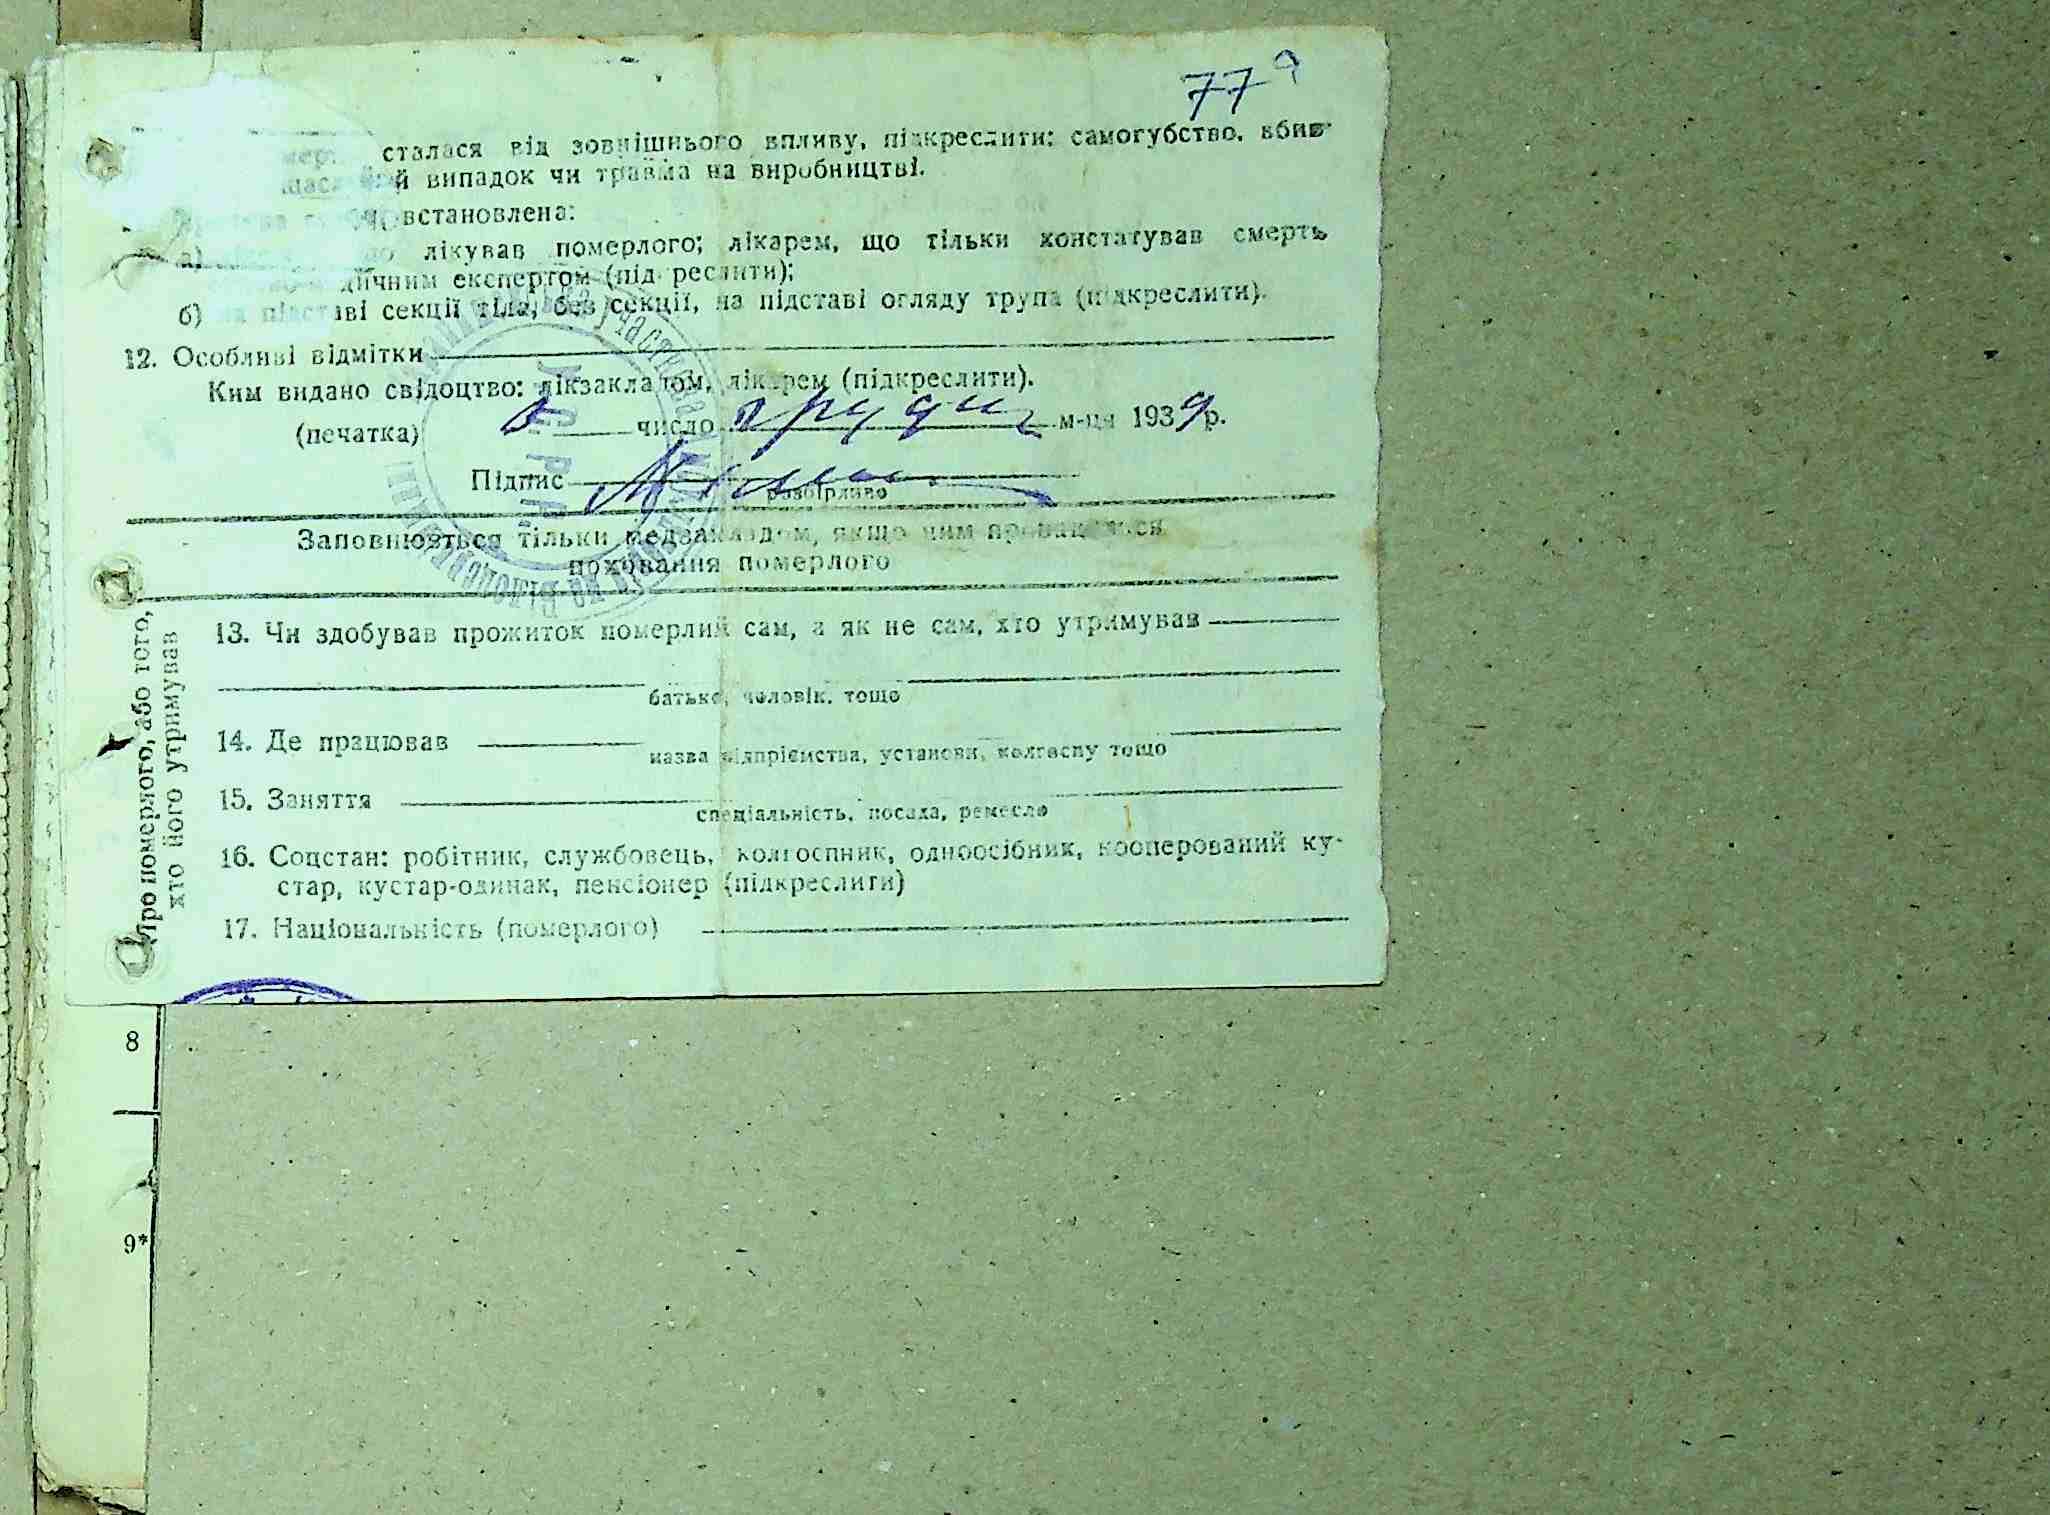 77
сталася від зовнішнього впливу, підкреслити: самогубство, вбив-
випадок чи травма на виробництві.
встановлена:
а) лікував померлого; лікарем, що тільки констатував смерть
дичним експертом (підкреслити);
б) на підставі секції тіла, без секції, на підставі огляду трупа (підкреслити).
12. Особливі відмітки
Ким видано свідоцтво: лікзакладом, лікарем (підкреслити).
(печатка) число грудня м-ця 1939 р.
Підпис
розбірливо
Заповнюється тільки медзакладом, якщо ним провадилося
поховання померлого
Про померлого, або того,
хто його утримував
13. Чи здобував прожиток померлий сам, а як не сам, хто утримував
батько, чоловік, тощо
14. Де працював
назва підприємства, установи, колгоспу тощо
15. Заняття
спеціальність, посада, ремесло
16. Соцстан: робітник, службовець, колгоспник, одноосібник, кооперований ку-
стар, кустар-одинак, пенсіонер (підкреслити)
17. Національність (померлого)
8
9*
У.С.Р.Р.